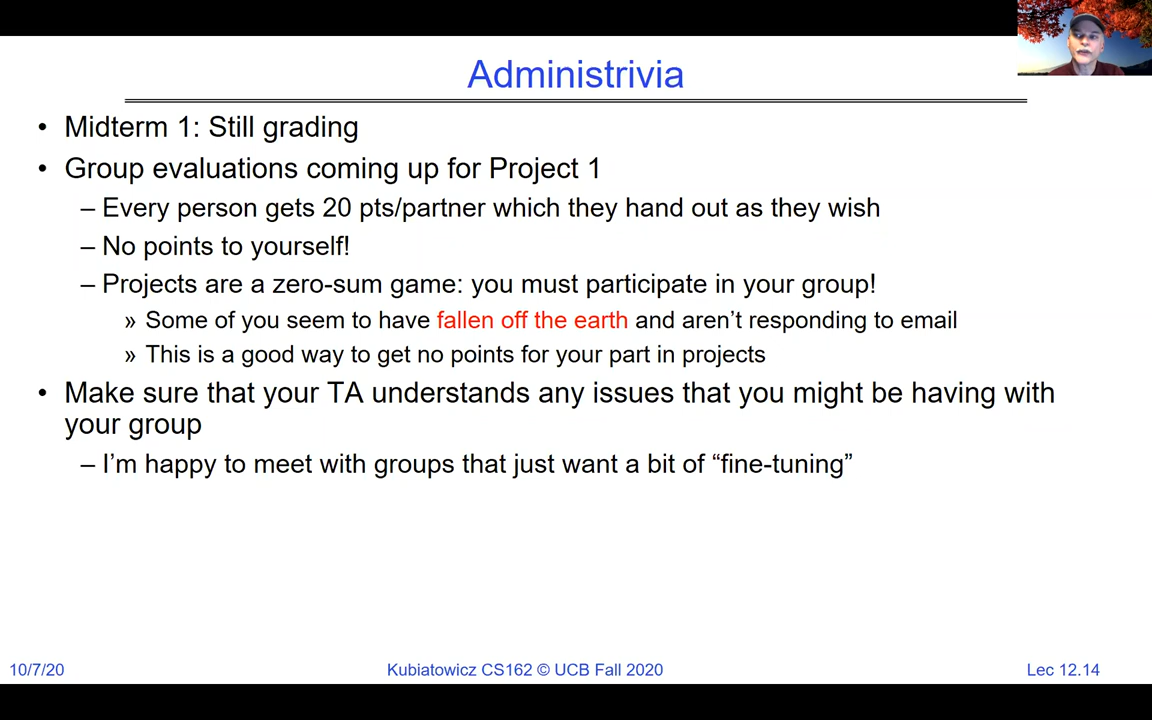 Administrivia
• Midterm 1: Still grading
• Group evaluations coming up for Project 1
– Every person gets 20 pts/partner which they hand out as they wish
– No points to yourself!
– Projects are a zero-sum game: you must participate in your group!
» Some of you seem to have fallen off the earth and aren’t responding to email
» This is a good way to get no points for your part in projects
• Make sure that your TA understands any issues that you might be having with
your group
– I’m happy to meet with groups that just want a bit of “fine-tuning”
10/7/20
Kubiatowicz CS162 © UCB Fall 2020
Lec 12.14